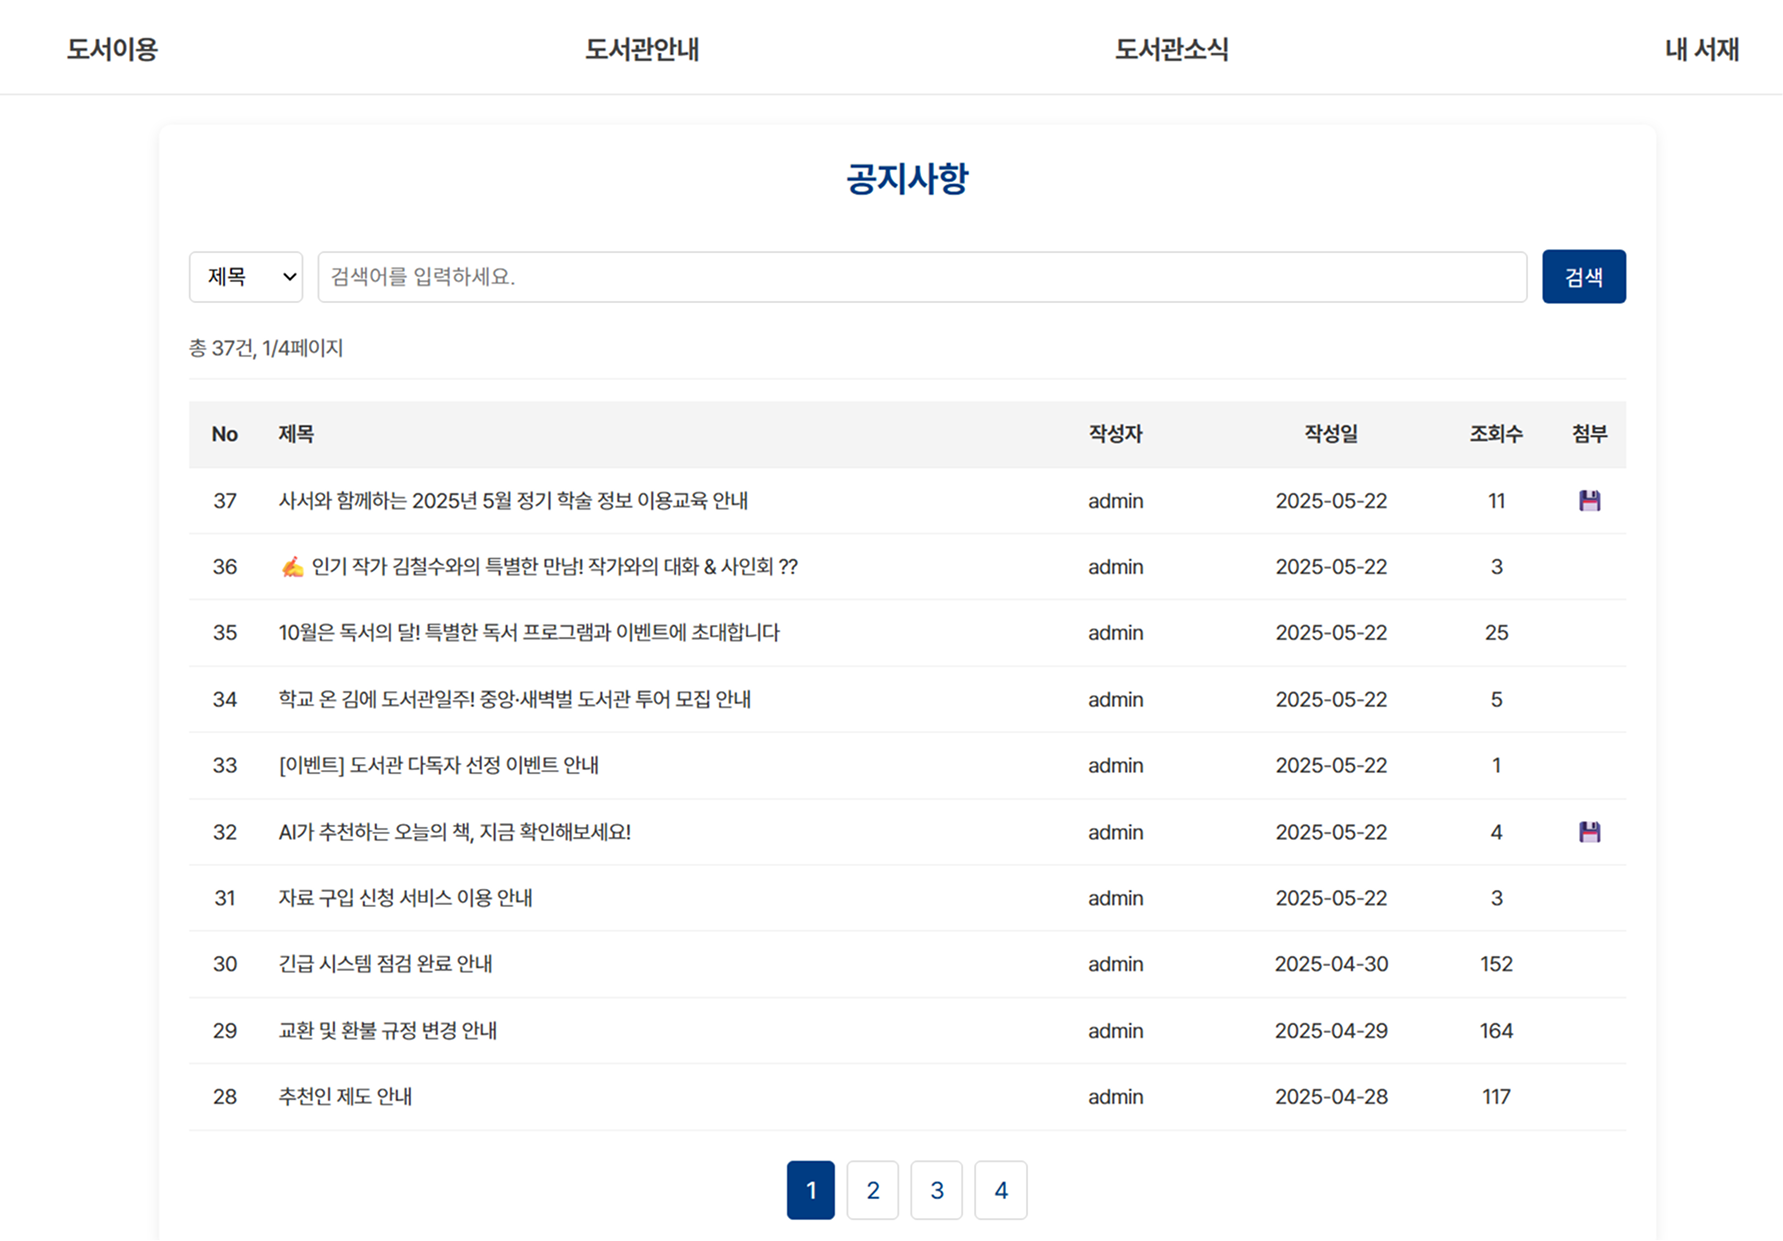 도서이용 도서관안내 도서관소식 내 서재
공지사항
제목 검색어를 입력하세요. 검색
총 37건, 1/4페이지
No 제목 작성자 작성일 조회수 첨부
37 사서와 함께하는 2025년 5월 정기 학술 정보 이용교육 안내 admin 2025-05-22 11 💾
36 ✍️ 인기 작가 김철수와의 특별한 만남! 작가와의 대화 & 사인회 ?? admin 2025-05-22 3
35 10월은 독서의 달! 특별한 독서 프로그램과 이벤트에 초대합니다 admin 2025-05-22 25
34 학교 온 김에 도서관일주! 중앙·새벽벌 도서관 투어 모집 안내 admin 2025-05-22 5
33 [이벤트] 도서관 다독자 선정 이벤트 안내 admin 2025-05-22 1
32 AI가 추천하는 오늘의 책, 지금 확인해보세요! admin 2025-05-22 4 💾
31 자료 구입 신청 서비스 이용 안내 admin 2025-05-22 3
30 긴급 시스템 점검 완료 안내 admin 2025-04-30 152
29 교환 및 환불 규정 변경 안내 admin 2025-04-29 164
28 추천인 제도 안내 admin 2025-04-28 117
1 2 3 4